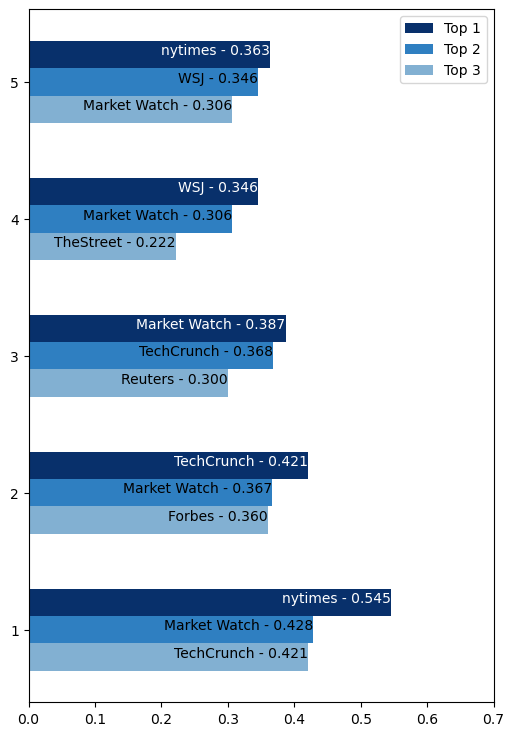 Top 1
Top 2
Top 3
5
nytimes - 0.363
WSJ - 0.346
Market Watch - 0.306
4
WSJ - 0.346
Market Watch - 0.306
TheStreet - 0.222
3
Market Watch - 0.387
TechCrunch - 0.368
Reuters - 0.300
2
TechCrunch - 0.421
Market Watch - 0.367
Forbes - 0.360
1
nytimes - 0.545
Market Watch - 0.428
TechCrunch - 0.421
0.0 0.1 0.2 0.3 0.4 0.5 0.6 0.7